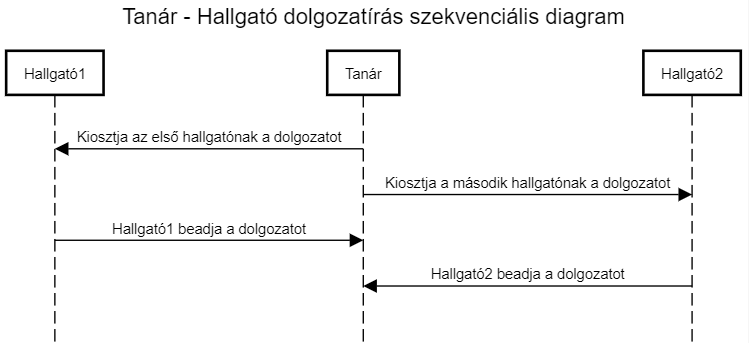 Tanár - Hallgató dolgozatírás szekvenciális diagram
Hallgató1
Tanár
Hallgató2
Kiosztja az első hallgatónak a dolgozatot
Kiosztja a második hallgatónak a dolgozatot
Hallgató1 beadja a dolgozatot
Hallgató2 beadja a dolgozatot